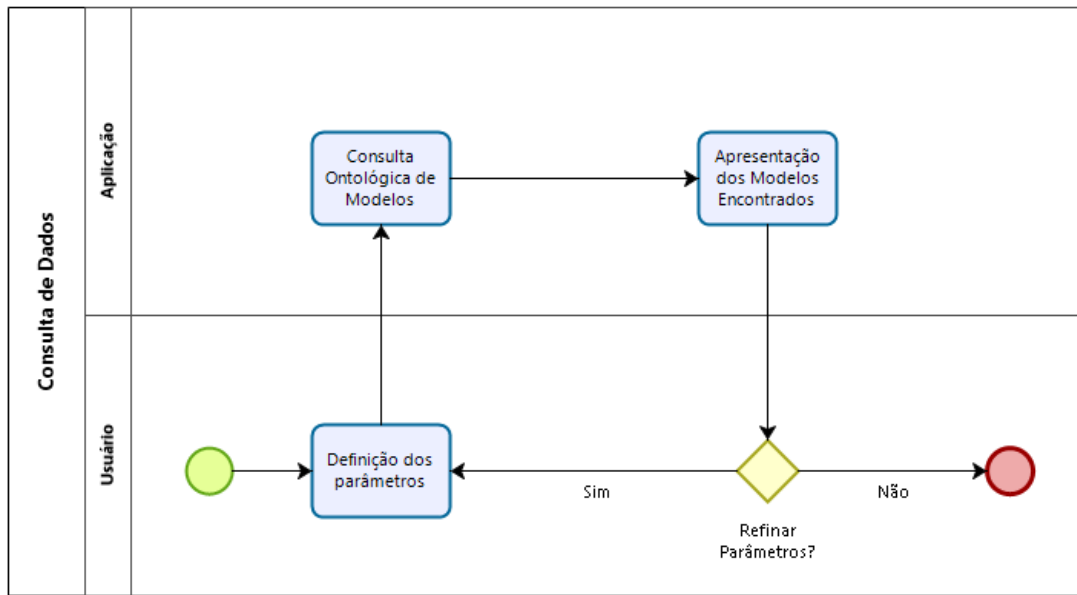 Consulta de Dados
Aplicação
Consulta
Ontológica de
Modelos
Apresentação
dos Modelos
Encontrados
Usuário
Definição dos
parâmetros
Sim
Não
Refinar
Parâmetros?